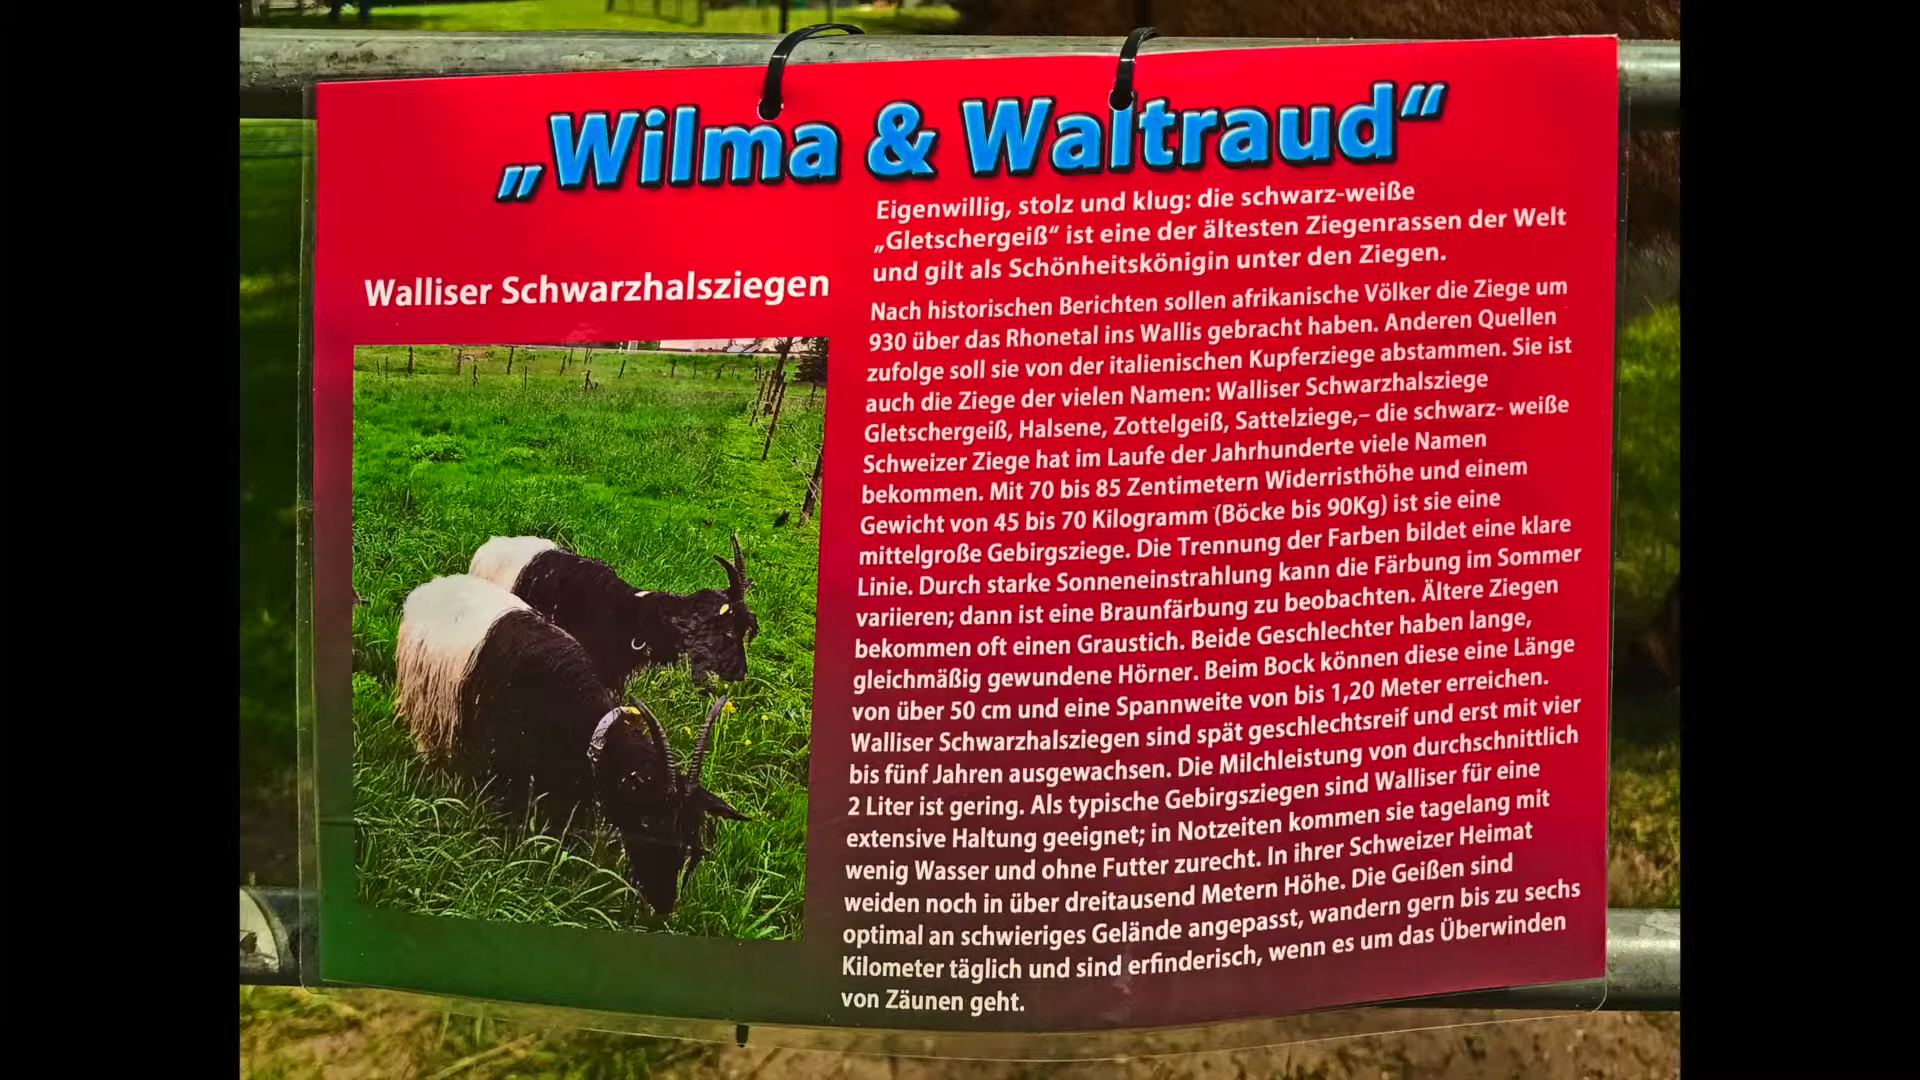 „Wilma & Waltraud“
Walliser Schwarzhalsziegen
Eigenwillig, stolz und klug: die schwarz-weiße
„Gletschergeiß“ ist eine der ältesten Ziegenrassen der Welt
und gilt als Schönheitskönigin unter den Ziegen.
Nach historischen Berichten sollen afrikanische Völker die Ziege um
930 über das Rhonetal ins Wallis gebracht haben. Anderen Quellen
zufolge soll sie von der italienischen Kupferziege abstammen. Sie ist
auch die Ziege der vielen Namen: Walliser Schwarzhalsziege
Gletschergeiß, Halsene, Zottelgeiß, Sattelziege,– die schwarz- weiße
Schweizer Ziege hat im Laufe der Jahrhunderte viele Namen
bekommen. Mit 70 bis 85 Zentimetern Widerristhöhe und einem
Gewicht von 45 bis 70 Kilogramm (Böcke bis 90Kg) ist sie eine
mittelgroße Gebirgsziege. Die Trennung der Farben bildet eine klare
Linie. Durch starke Sonneneinstrahlung kann die Färbung im Sommer
variieren; dann ist eine Braunfärbung zu beobachten. Ältere Ziegen
bekommen oft einen Graustich. Beide Geschlechter haben lange,
gleichmäßig gewundene Hörner. Beim Bock können diese eine Länge
von über 50 cm und eine Spannweite von bis 1,20 Meter erreichen.
Walliser Schwarzhalsziegen sind spät geschlechtsreif und erst mit vier
bis fünf Jahren ausgewachsen. Die Milchleistung von durchschnittlich
2 Liter ist gering. Als typische Gebirgsziegen sind Walliser für eine
extensive Haltung geeignet; in Notzeiten kommen sie tagelang mit
wenig Wasser und ohne Futter zurecht. In ihrer Schweizer Heimat
weiden noch in über dreitausend Metern Höhe. Die Geißen sind
optimal an schwieriges Gelände angepasst, wandern gern bis zu sechs
Kilometer täglich und sind erfinderisch, wenn es um das Überwinden
von Zäunen geht.